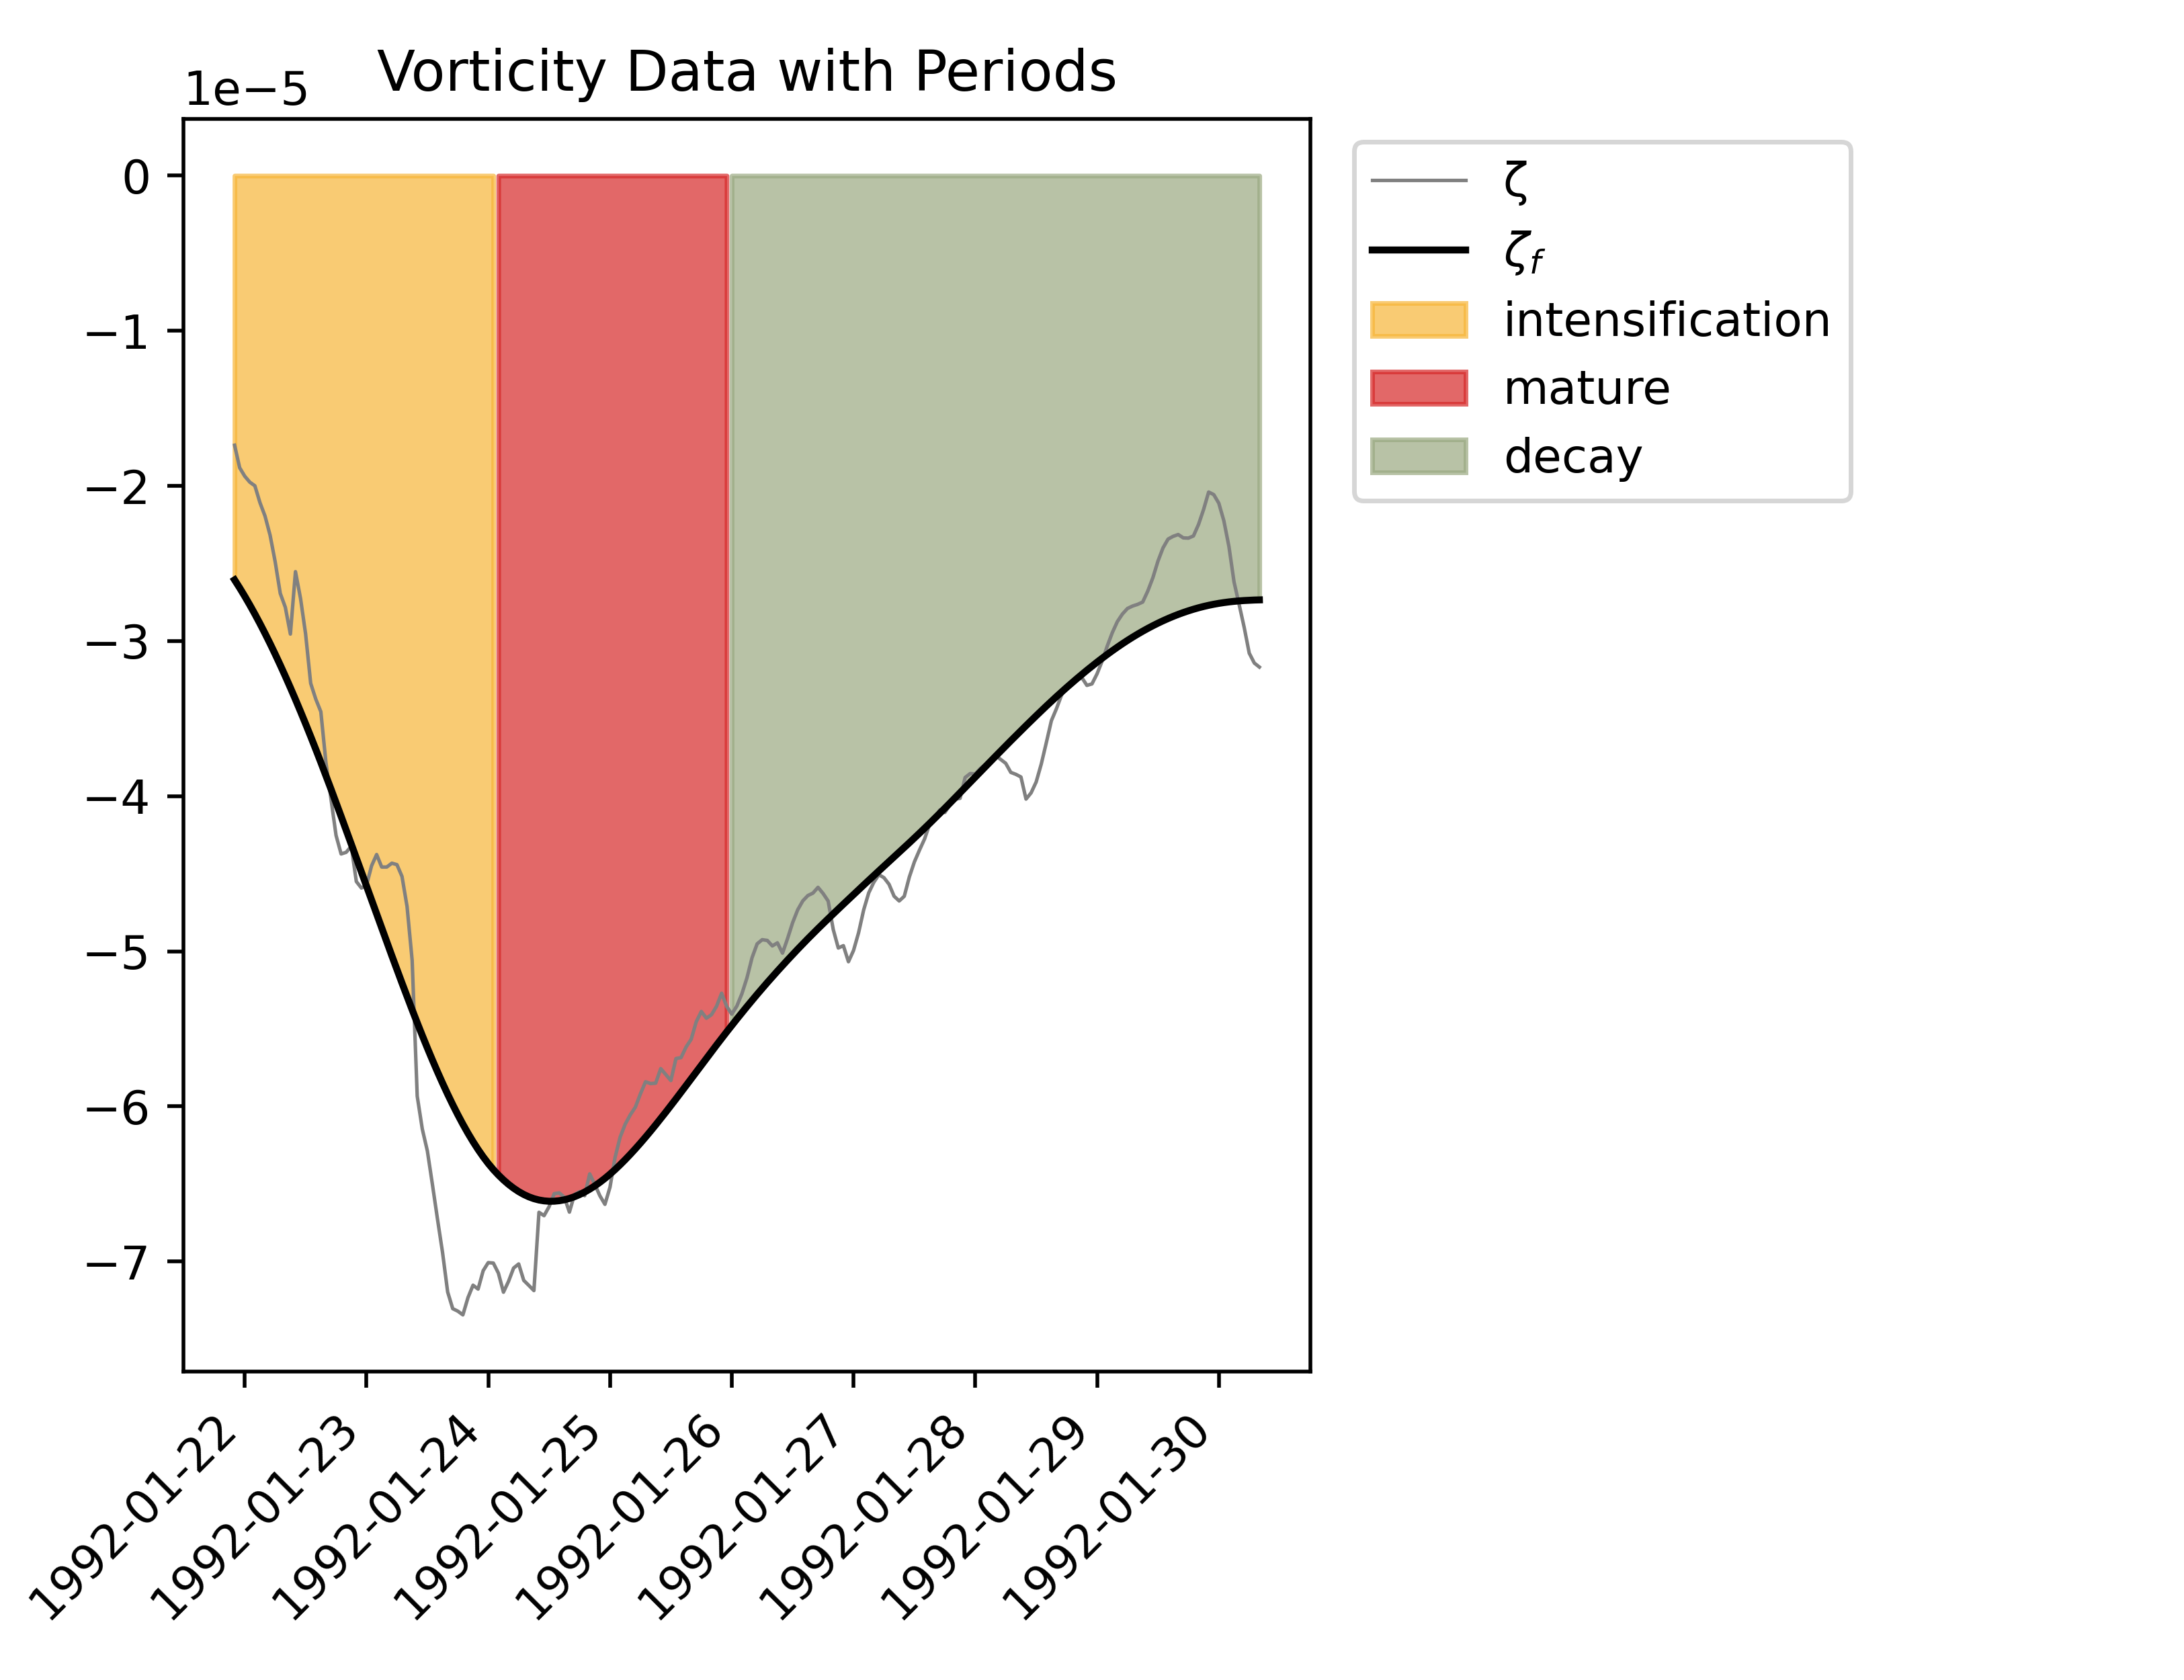 Vorticity Data with Periods
1e−5
0
−1
−2
−3
−4
−5
−6
−7
1992-01-22
1992-01-23
1992-01-24
1992-01-25
1992-01-26
1992-01-27
1992-01-28
1992-01-29
1992-01-30
ζ
ζf
intensification
mature
decay